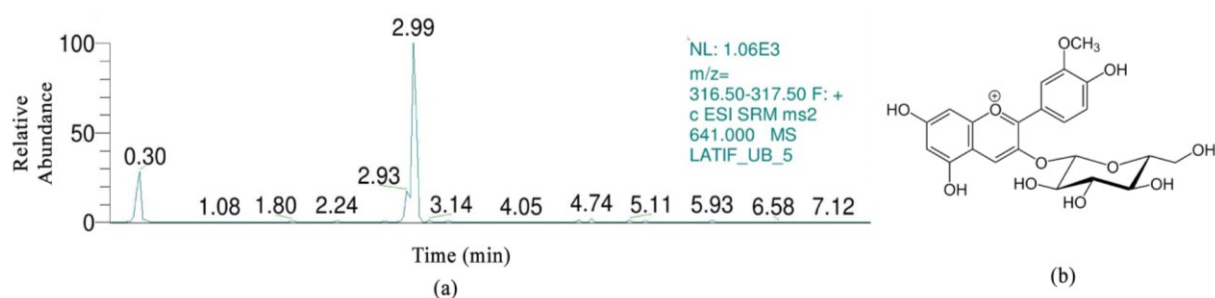 100
50
0
Relative
Abundance
0.30
1.08
1.80
2.24
2.93
2.99
3.14
4.05
4.74
5.11
5.93
6.58
7.12
Time (min)
(a)
NL: 1.06E3
m/z=
316.50-317.50 F: +
c ESI SRM ms2
641.000 MS
LATIF_UB_5
OCH3
OH
HO
O
+
OH
O
O
OH
HO
HO
OH
(b)